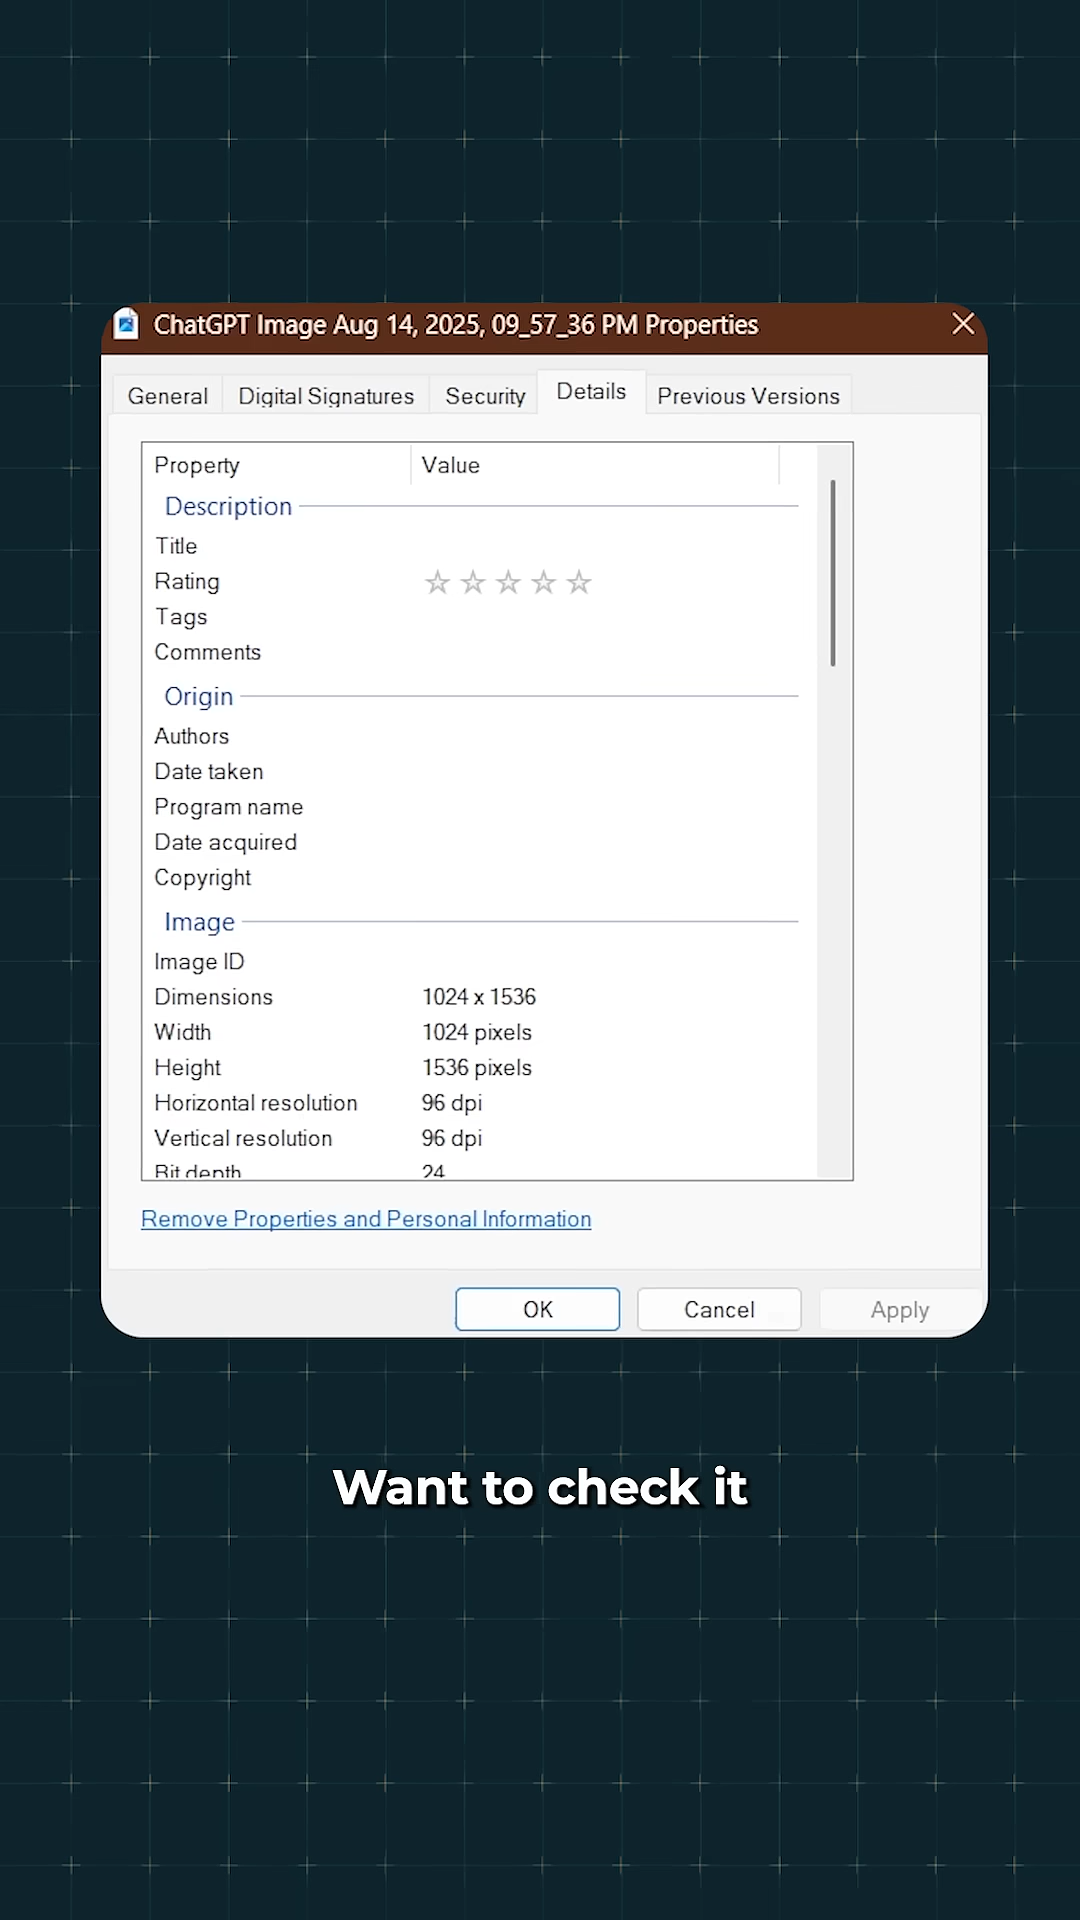 ChatGPT Image Aug 14, 2025, 09_57_36 PM Properties
General Digital Signatures Security Details Previous Versions
Property Value
Description
Title
Rating
Tags
Comments
Origin
Authors
Date taken
Program name
Date acquired
Copyright
Image
Image ID
Dimensions 1024 x 1536
Width 1024 pixels
Height 1536 pixels
Horizontal resolution 96 dpi
Vertical resolution 96 dpi
Bit depth 24
Remove Properties and Personal Information
OK Cancel Apply
Want to check it